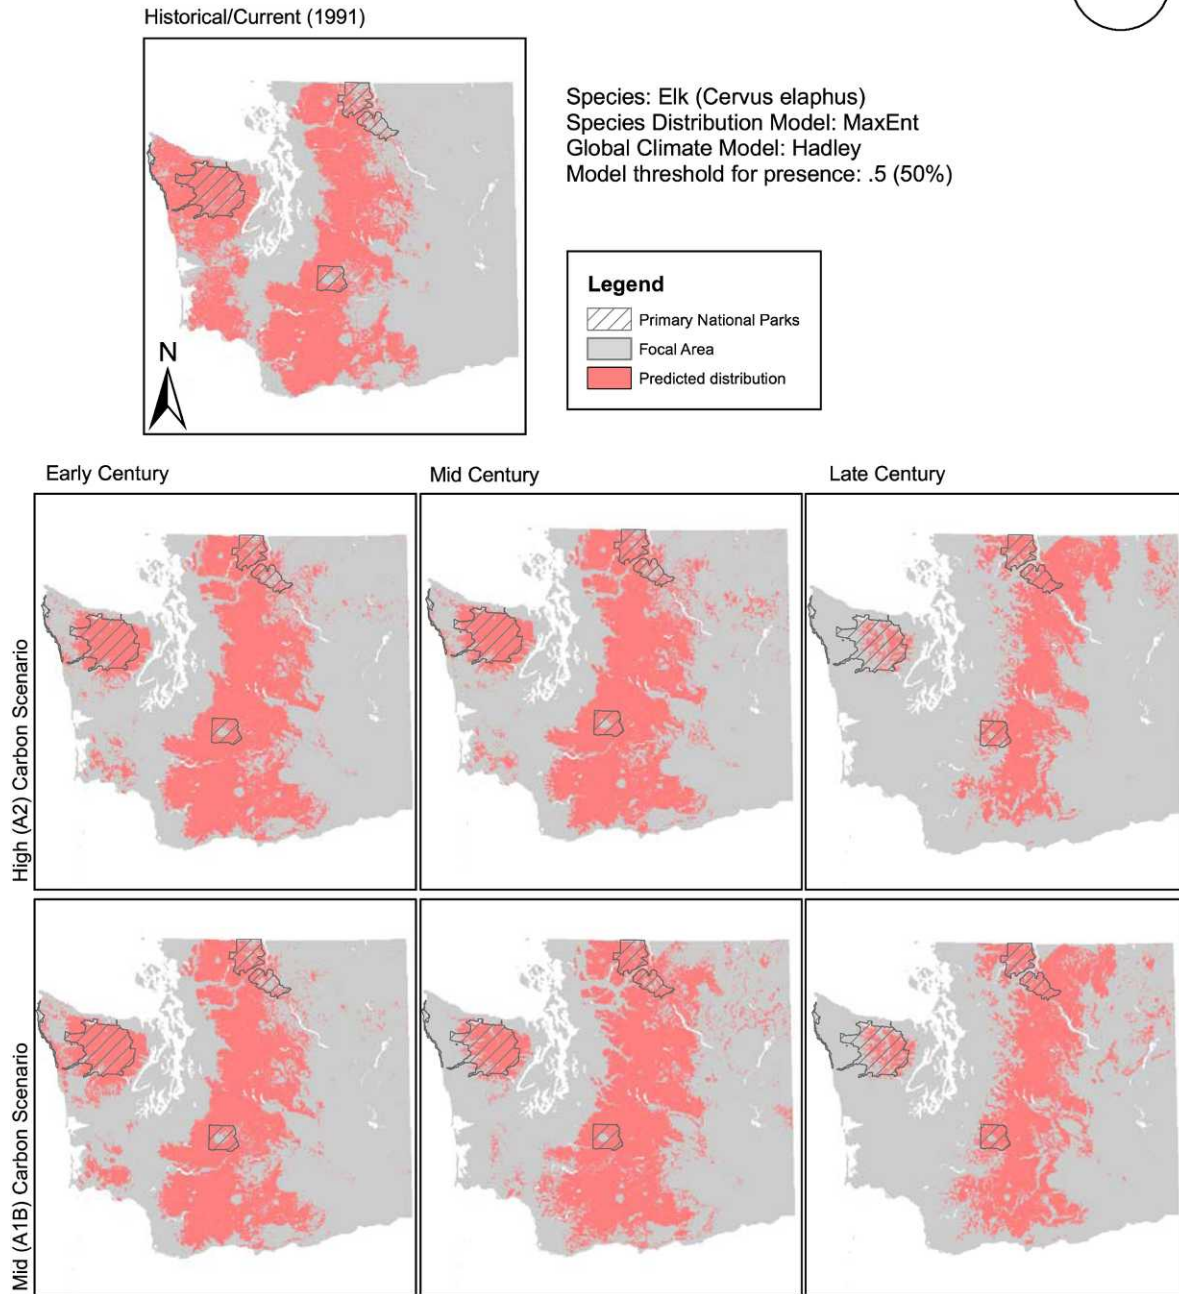 Historical/Current (1991)
Species: Elk (Cervus elaphus)
Species Distribution Model: MaxEnt
Global Climate Model: Hadley
Model threshold for presence: .5 (50%)
Legend
Primary National Parks
Focal Area
Predicted distribution
N
Early Century
Mid Century
Late Century
High (A2) Carbon Scenario
Mid (A1B) Carbon Scenario